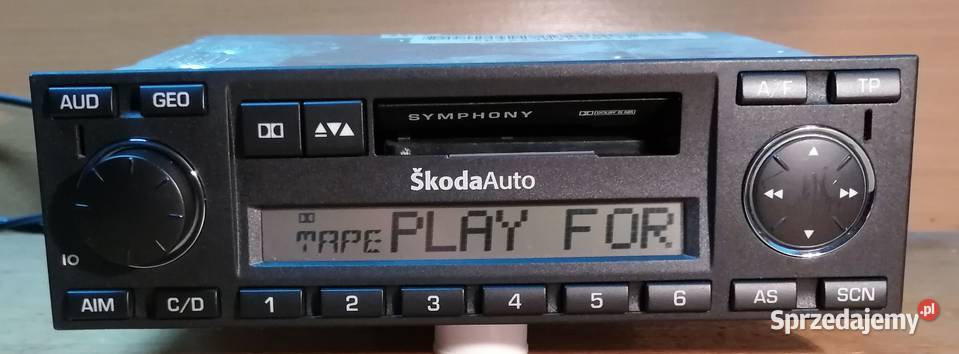 AUD
GEO
A/F
TP
SYMPHONY
DOLBY B NR
ŠkodaAuto
TAPE PLAY FOR
IO
AIM
C/D
1
2
3
4
5
6
AS
SCN
Sprzedajemy.pl